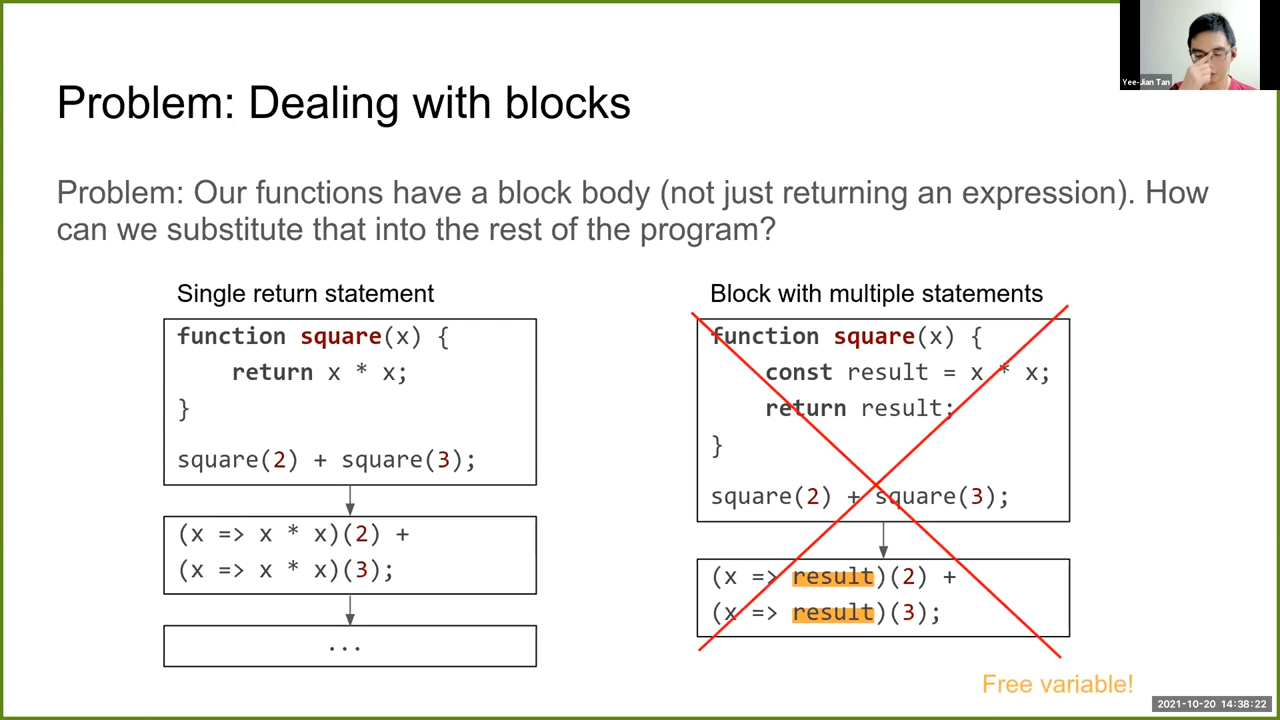 Yee-Jian Tan
Problem: Dealing with blocks
Problem: Our functions have a block body (not just returning an expression). How
can we substitute that into the rest of the program?
Single return statement
function square(x) {
return x * x;
}
square(2) + square(3);
(x => x * x)(2) +
(x => x * x)(3);
...
Block with multiple statements
function square(x) {
const result = x * x;
return result;
}
square(2) + square(3);
(x => result)(2) +
(x => result)(3);
Free variable!
2021-10-20 14:38:22